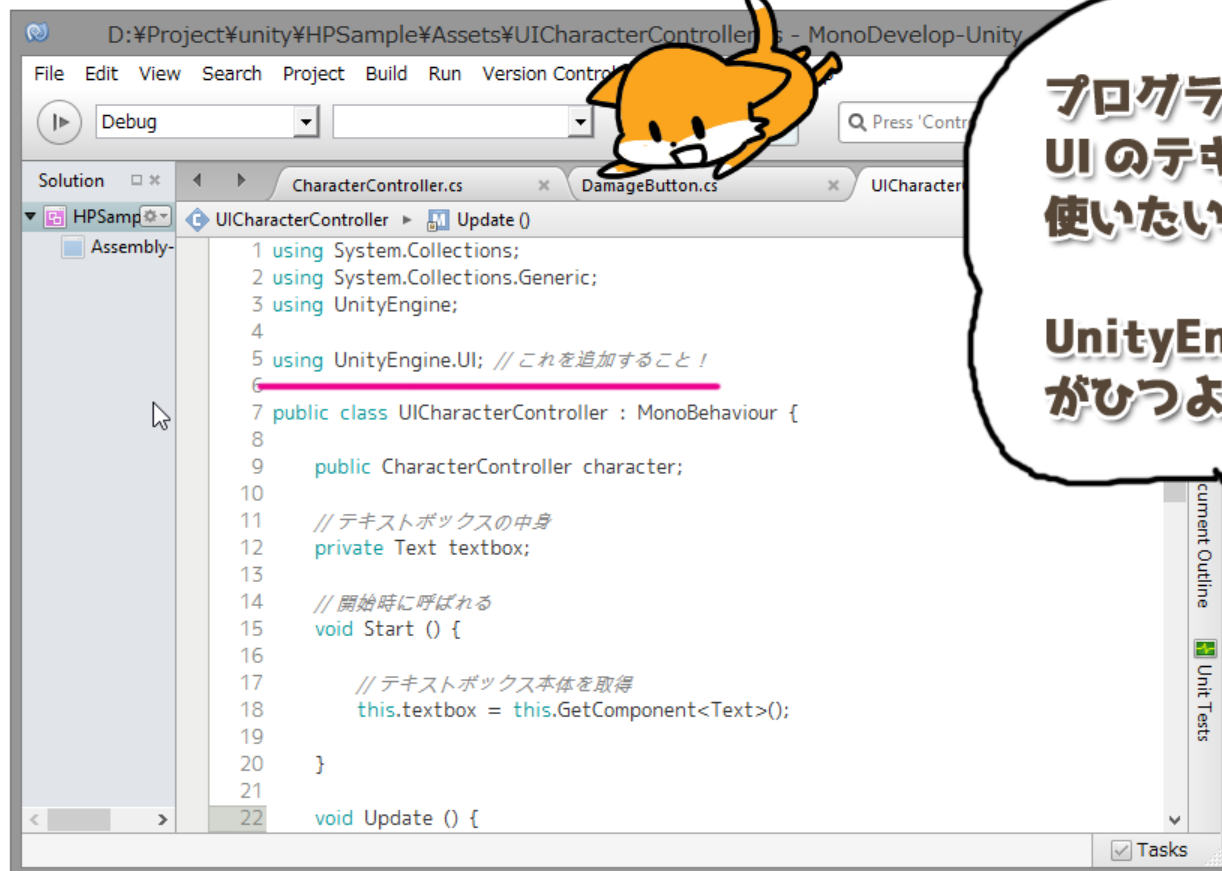 D:¥Project¥unity¥HPSample¥Assets¥UICharacterController
- MonoDevelop-Unity
File Edit View Search Project Build Run Version
Debug
Press
Solution
CharacterController.cs
DamageButton.cs
HPSamp
UICharacterController
Update ()
Assembly-
1 using System.Collections;
2 using System.Collections.Generic;
3 using UnityEngine;
4
5 using UnityEngine.UI; //これを追加すること！
6
7 public class UICharacterController : MonoBehaviour {
8
9 public CharacterController character;
10
11 //テキストボックスの中身
12 private Text textbox;
13
14 //開始時に呼ばれる
15 void Start () {
16
17 //テキストボックス本体を取得
18 this.textbox = this.GetComponent<Text>();
19
20 }
21
22 void Update () {
プログラ
UIのテキ
使いたい
UnityEn
がひつよ
cument Outline
Unit Tests
Tasks